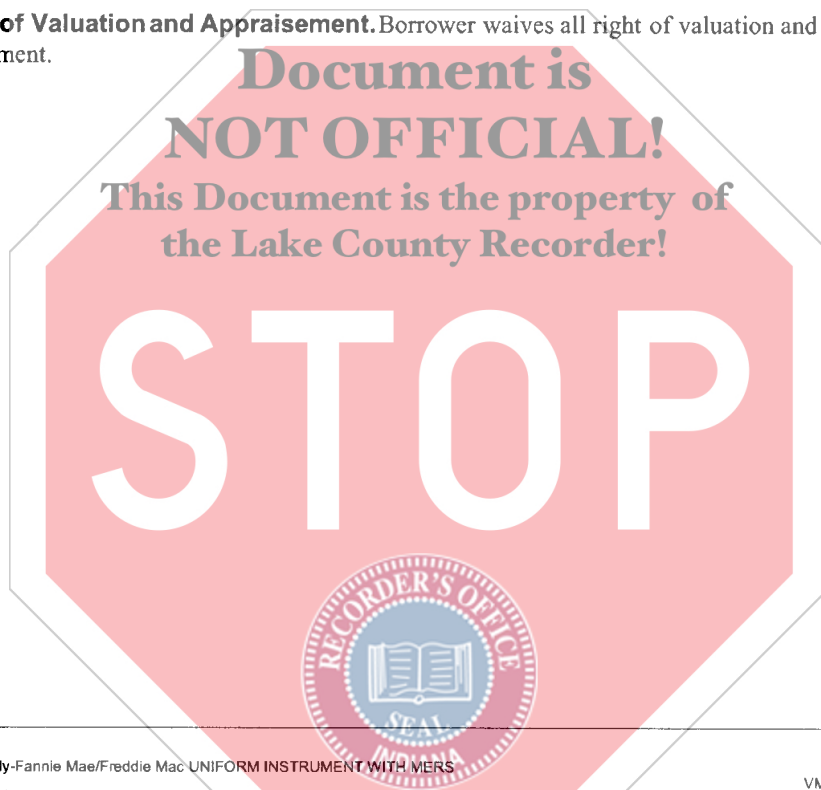 of Valuation and Appraisement. Borrower waives all right of valuation and
Document is
NOT OFFICIAL!
This Document is the property of
the Lake County Recorder!
STOP
RECORDER'S OFFICE
SEAL
INDIANA
Fannie Mae/Freddie Mac UNIFORM INSTRUMENT WITH MERS